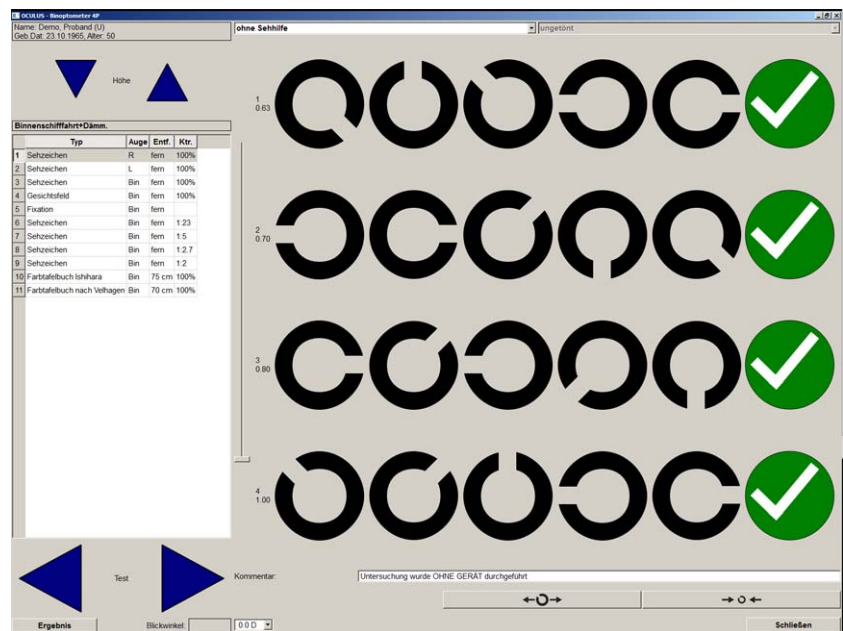 OCULUS - Binoptometer 4P
Name: Demo, Proband (U)
Geb.Dat: 23.10.1965, Alter: 50
ohne Sehhilfe
ungetönt
Höhe
Binnenschifffahrt+Dämm.
Typ Auge Entf. Ktr.
1 Sehzeichen R fern 100%
2 Sehzeichen L fern 100%
3 Sehzeichen Bin fern 100%
4 Gesichtsfeld Bin fern 100%
5 Fixation Bin fern
6 Sehzeichen Bin fern 1:23
7 Sehzeichen Bin fern 1:5
8 Sehzeichen Bin fern 1:2.7
9 Sehzeichen Bin fern 1:2
10 Farbtafelbuch Ishihara Bin 75 cm 100%
11 Farbtafelbuch nach Velhagen Bin 70 cm 100%
1
0.63
2
0.70
3
0.80
4
1.00
Test
Kommentar:
Untersuchung wurde OHNE GERÄT durchgeführt
Ergebnis
Blickwinkel:
0.0 D
Schließen